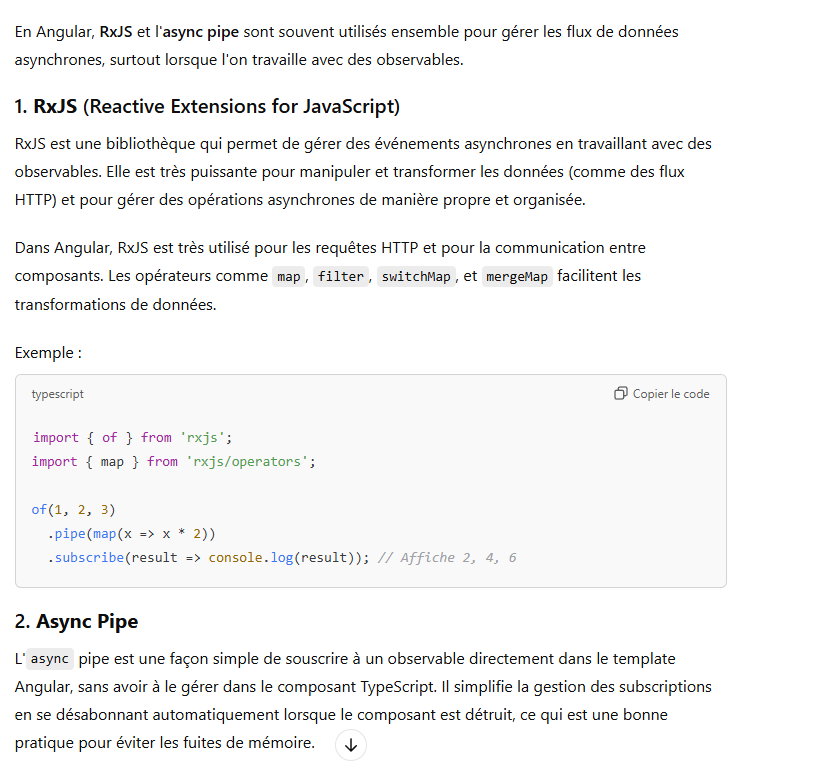 En Angular, RxJS et l'async pipe sont souvent utilisés ensemble pour gérer les flux de données
asynchrones, surtout lorsque l'on travaille avec des observables.
1. RxJS (Reactive Extensions for JavaScript)
RxJS est une bibliothèque qui permet de gérer des événements asynchrones en travaillant avec des
observables. Elle est très puissante pour manipuler et transformer les données (comme des flux
HTTP) et pour gérer des opérations asynchrones de manière propre et organisée.
Dans Angular, RxJS est très utilisé pour les requêtes HTTP et pour la communication entre
composants. Les opérateurs comme map, filter, switchMap, et mergeMap facilitent les
transformations de données.
Exemple :
typescript Copier le code
import { of } from 'rxjs';
import { map } from 'rxjs/operators';
of(1, 2, 3)
  .pipe(map(x => x * 2))
  .subscribe(result => console.log(result)); // Affiche 2, 4, 6
2. Async Pipe
L'async pipe est une façon simple de souscrire à un observable directement dans le template
Angular, sans avoir à le gérer dans le composant TypeScript. Il simplifie la gestion des subscriptions
en se désabonnant automatiquement lorsque le composant est détruit, ce qui est une bonne
pratique pour éviter les fuites de mémoire.